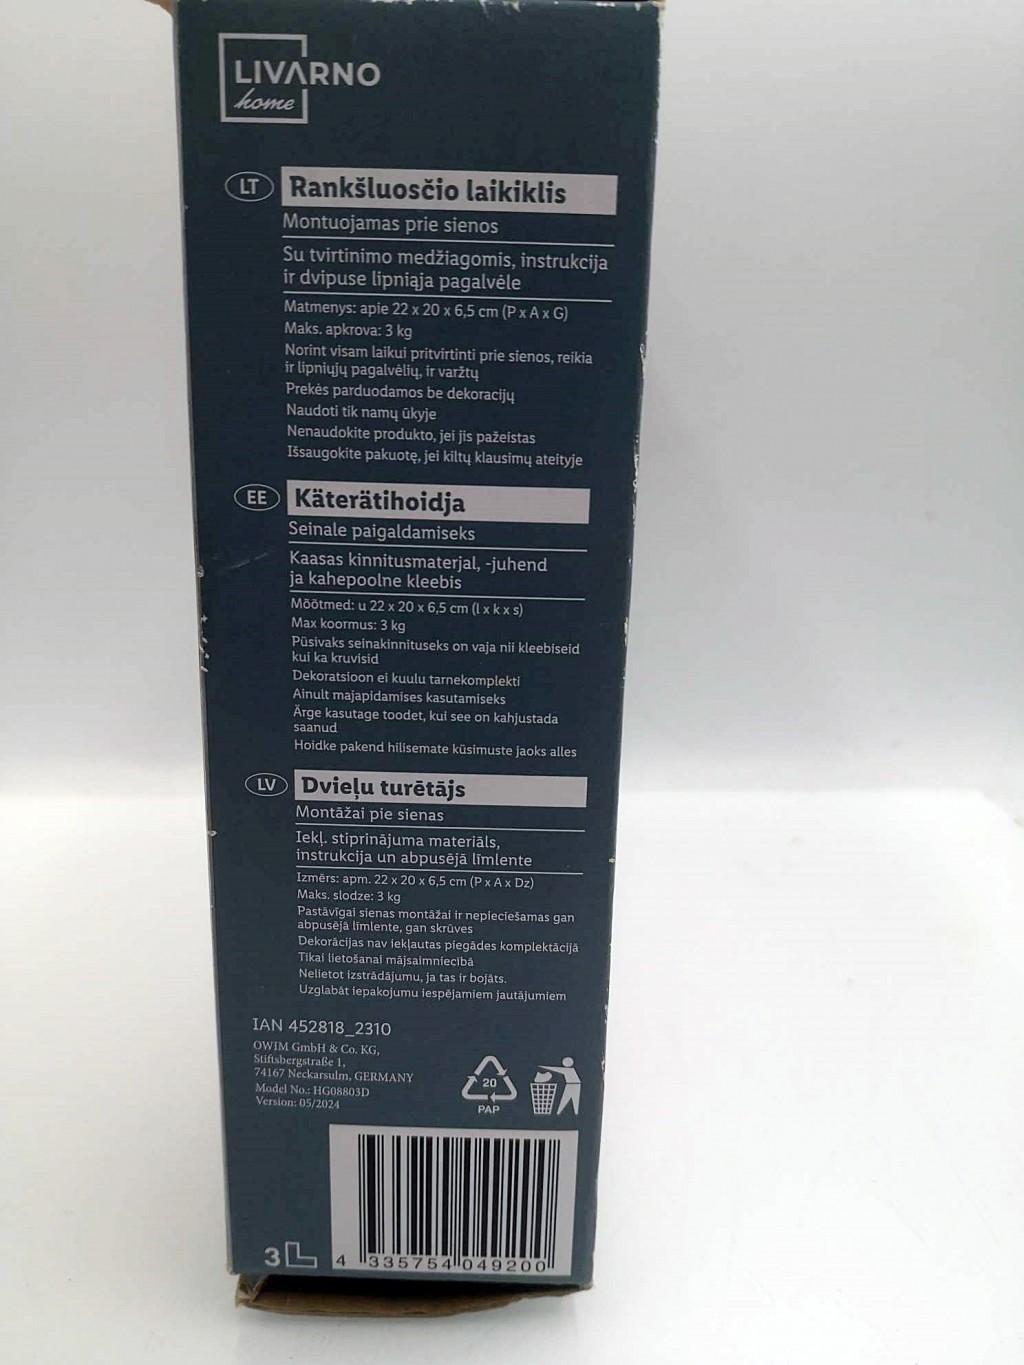 LIVARNO
home
LT
Rankšluosčio laikiklis
Montuojamas prie sienos
Su tvirtinimo medžiagomis, instrukcija
ir dvipuse lipniąja pagalvėle
Matmenys: apie 22 x 20 x 6,5 cm (P x A x G)
Maks. apkrova: 3 kg
Norint visam laikui pritvirtinti prie sienos, reikia
ir lipniųjų pagalvėlių, ir varžtų
Prekės parduodamos be dekoracijų
Naudoti tik namų ūkyje
Nenaudokite produkto, jei jis pažeistas
Išsaugokite pakuotę, jei kiltų klausimų ateityje
EE
Käterätihoidja
Seinale paigaldamiseks
Kaasas kinnitusmaterjal, -juhend
ja kahepoolne kleebis
Mõõtmed: u 22 x 20 x 6,5 cm (l x k x s)
Max koormus: 3 kg
Püsivaks seinakinnituseks on vaja nii kleebiseid
kui ka kruvisid
Dekoratsioon ei kuulu tarnekomplekti
Ainult majapidamises kasutamiseks
Ärge kasutage toodet, kui see on kahjustada
saanud
Hoidke pakend hilisemate küsimuste jaoks alles
LV
Dvieļu turētājs
Montāžai pie sienas
Iekļ. stiprinājuma materiāls,
instrukcija un abpusējā līmlente
Izmērs: apm. 22 x 20 x 6,5 cm (P x A x Dz)
Maks. slodze: 3 kg
Pastāvīgai sienas montāžai ir nepieciešamas gan
abpusējā līmlente, gan skrūves
Dekorācijas nav iekļautas piegādes komplektācijā
Tikai lietošanai mājsaimniecībā
Nelietot izstrādājumu, ja tas ir bojāts.
Uzglabāt iepakojumu iespējamiem jautājumiem
IAN 452818_2310
OWIM GmbH & Co. KG,
Stiftsbergstraße 1,
74167 Neckarsulm, GERMANY
Model No.: HG08803D
Version: 05/2024
20
PAP
3
4 335754 049200